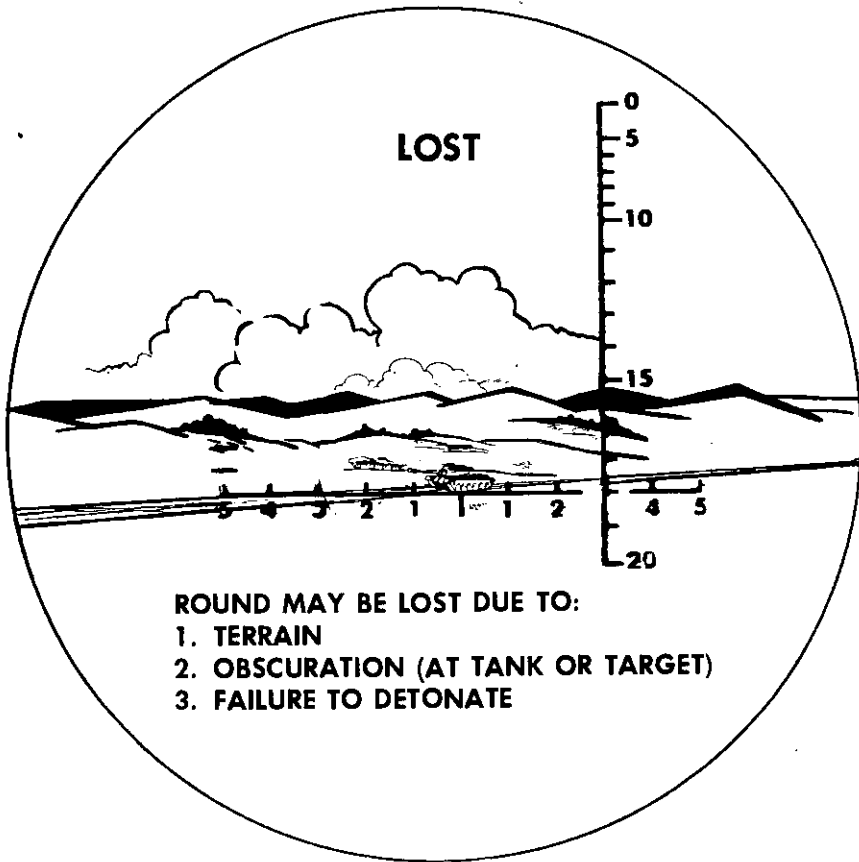 LOST
0
5
10
15
5 4 3 2 1 1 1 2 4 5
20
ROUND MAY BE LOST DUE TO:
1. TERRAIN
2. OBSCURATION (AT TANK OR TARGET)
3. FAILURE TO DETONATE